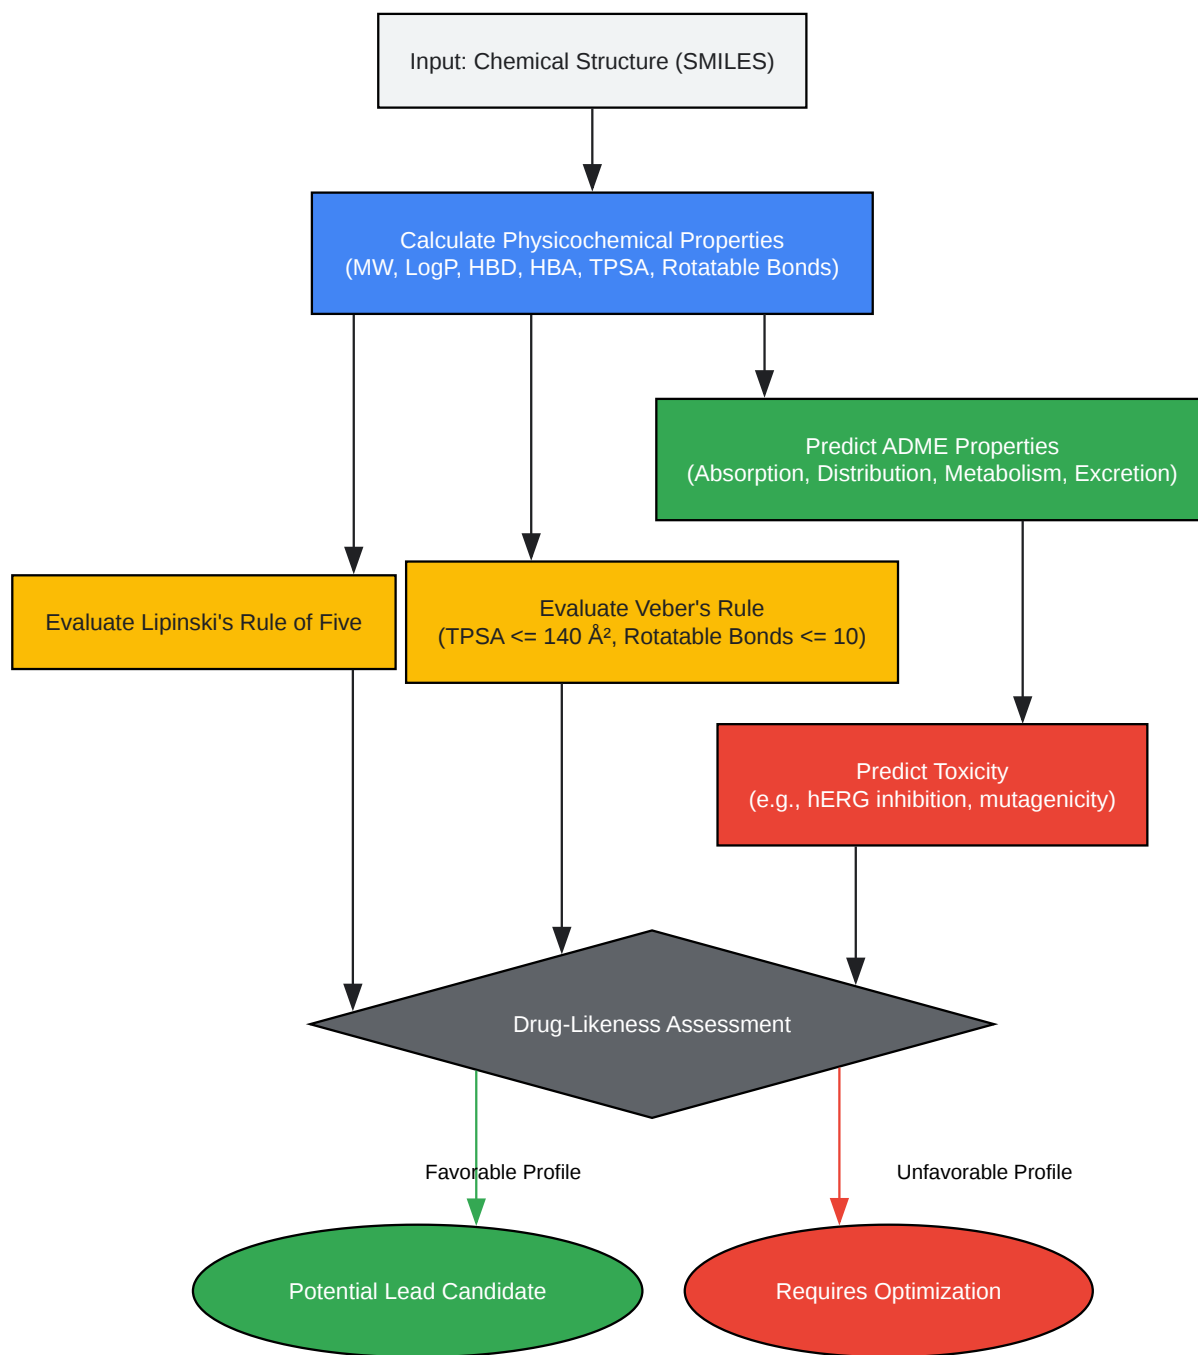 Input: Chemical Structure (SMILES)
Calculate Physicochemical Properties
(MW, LogP, HBD, HBA, TPSA, Rotatable Bonds)
Predict ADME Properties
(Absorption, Distribution, Metabolism, Excretion)
Evaluate Lipinski's Rule of Five
Evaluate Veber's Rule
(TPSA <= 140 Å², Rotatable Bonds <= 10)
Predict Toxicity
(e.g., hERG inhibition, mutagenicity)
Drug-Likeness Assessment
Favorable Profile
Unfavorable Profile
Potential Lead Candidate
Requires Optimization